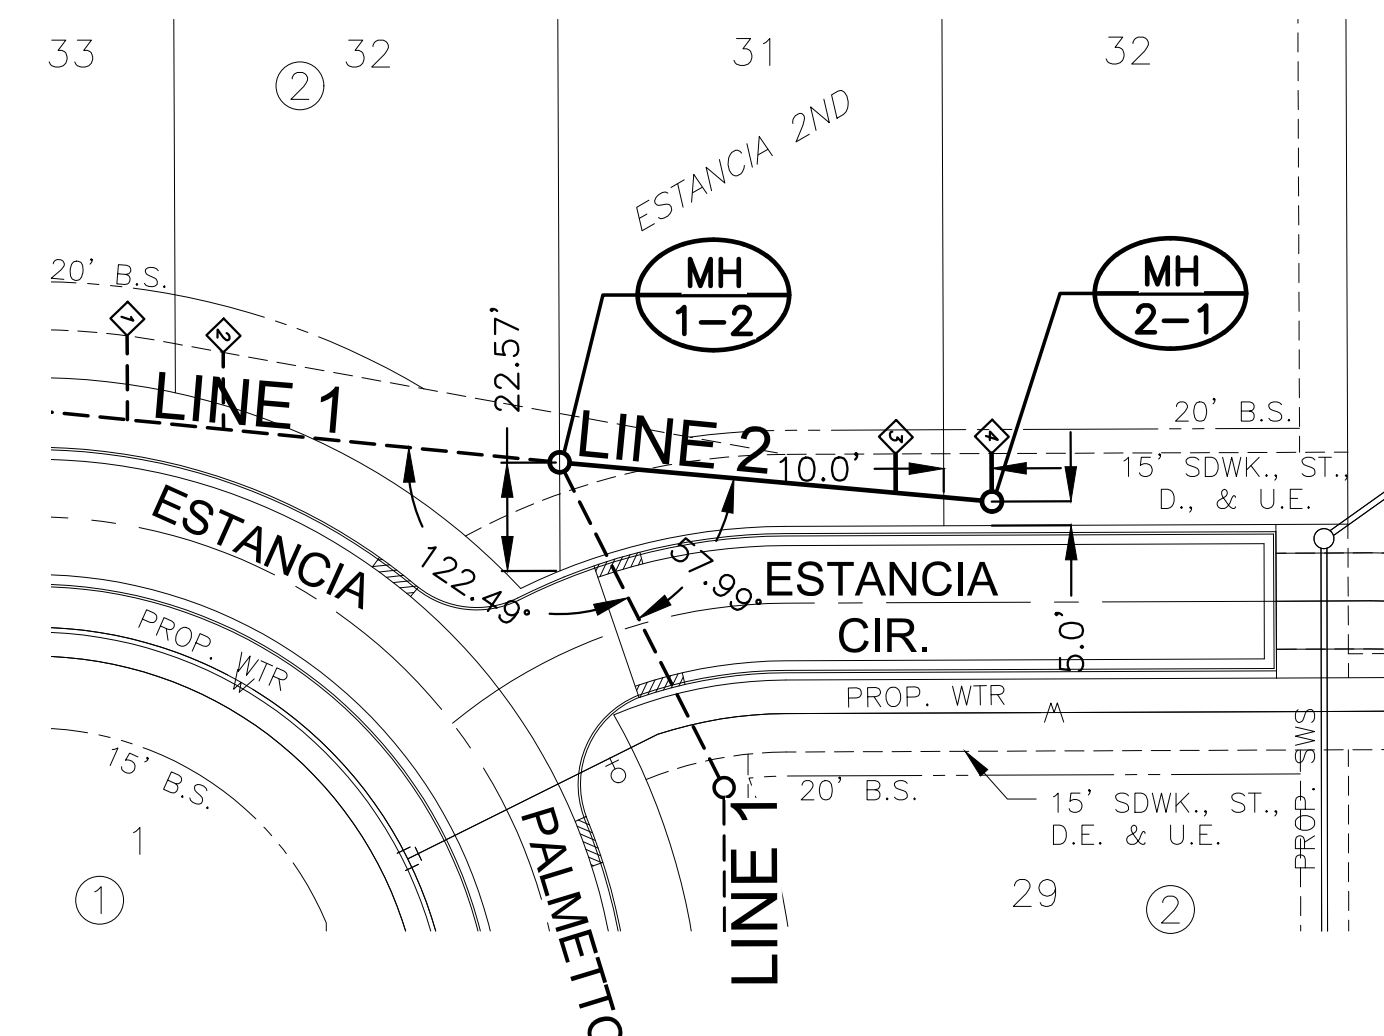 33
32
31
32
2
ESTANCIA 2ND
MH
1-2
MH
2-1
20' B.S.
1
2
22.57'
LINE 1
LINE 2
10.0'
3
4
20' B.S.
15' SDWK., ST.,
D., & U.E.
ESTANCIA
122.49°
57.99°
ESTANCIA
CIR.
5.0'
PROP. WTR
W
PROP. WTR
W
15' B.S.
20' B.S.
15' SDWK., ST.,
D.E. & U.E.
PROP. SWS
1
1
PALMETTO
LINE 1
29
2